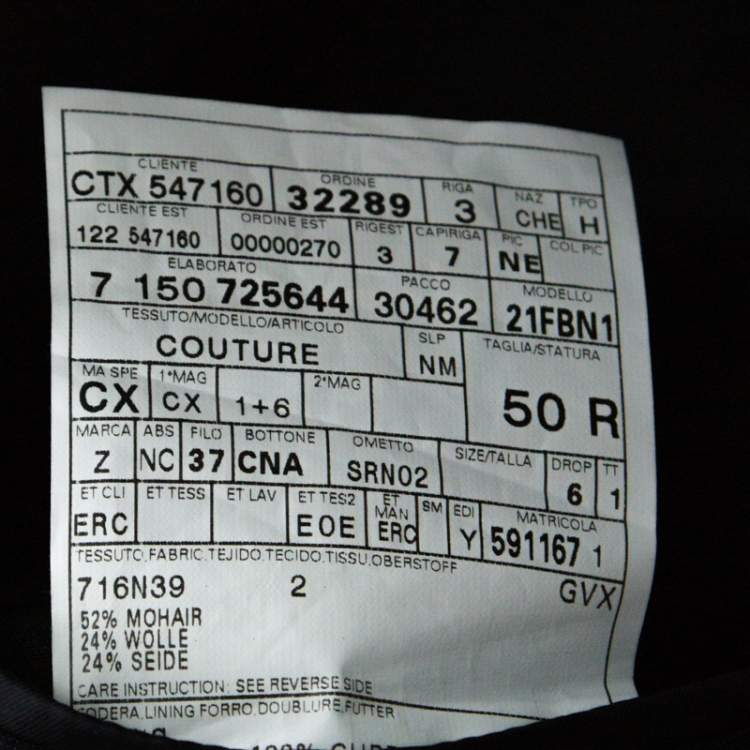 CLIENTE ORDINE RIGA NAZ TPO
CTX 547160 32289 3 CHE H
CLIENTE EST ORDINE EST RIGEST CAPIRIGA PIC COL PIC
122 547160 00000270 3 7 NE
ELABORATO PACCO MODELLO
7 150 725644 30462 21FBN1
TESSUTO/MODELLO/ARTICOLO SLP TAGLIA/STATURA
COUTURE NM 50 R
MA SPE 1°MAG 2°MAG
CX CX 1+6
MARCA ABS FILO BOTTONE OMETTO SIZE/TALLA DROP TT
Z NC 37 CNA SRN02 6 1
ET CLI ET TESS ET LAV ET TES2 ET MAN SM EDI MATRICOLA
ERC EOE ERC Y 591167 1
TESSUTO,FABRIC,TEJIDO,TECIDO,TISSU,OBERSTOFF
716N39 2 GVX
52% MOHAIR
24% WOLLE
24% SEIDE
CARE INSTRUCTION: SEE REVERSE SIDE
FODERA,LINING FORRO,DOUBLURE,FUTTER
100%